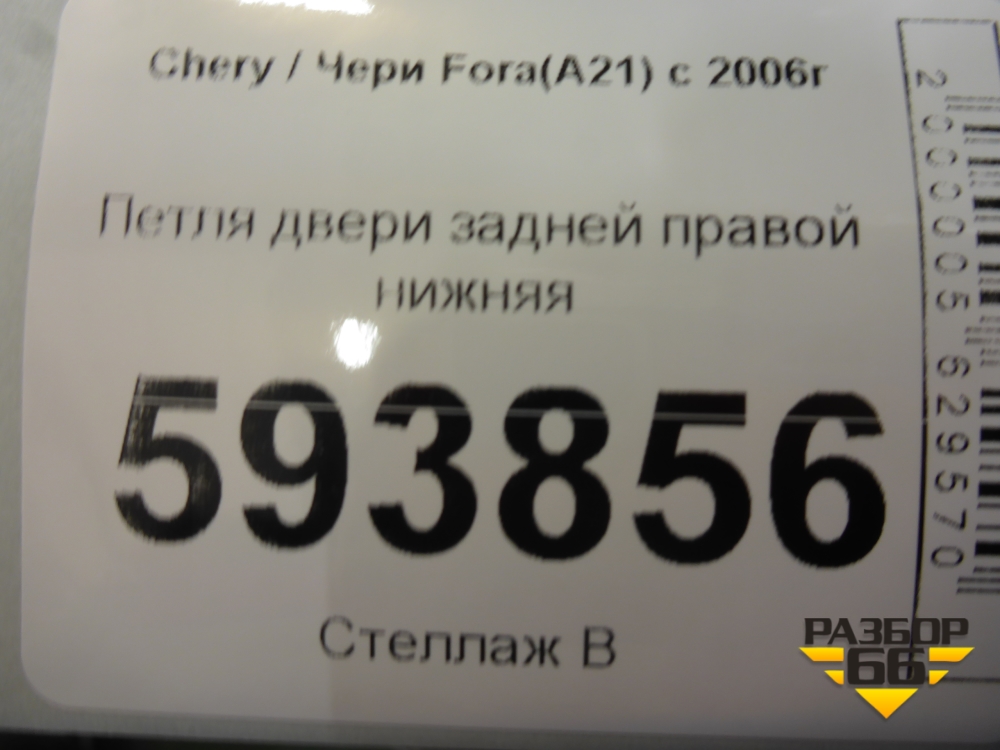 Chery / Чери Fora(A21) с 2006г
Петля двери задней правой
нижняя
593856
Стеллаж В
2000005629570
РАЗБОР
66